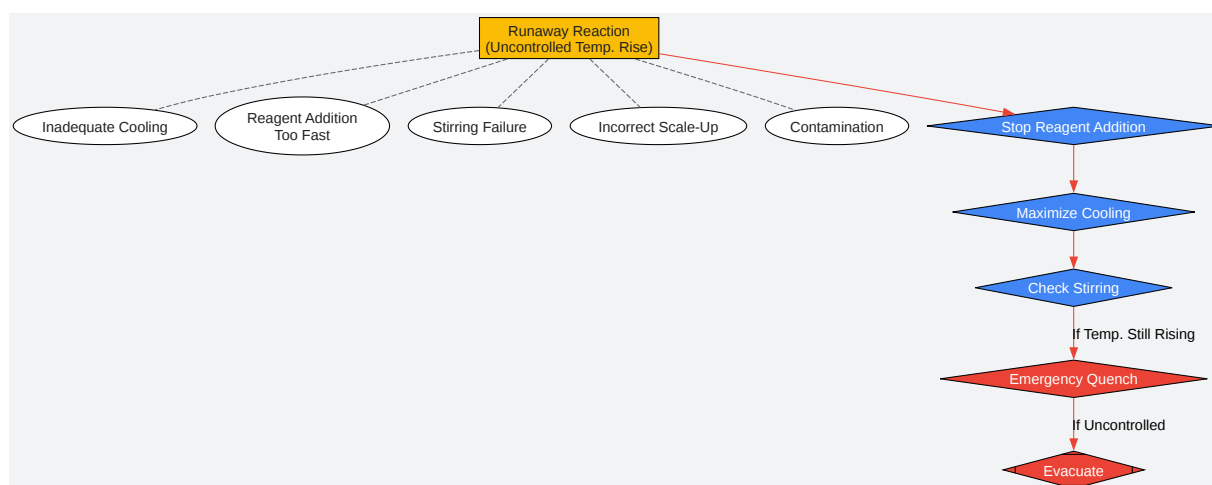 Runaway Reaction
(Uncontrolled Temp. Rise)
Inadequate Cooling
Reagent Addition
Too Fast
Stirring Failure
Incorrect Scale-Up
Contamination
Stop Reagent Addition
Maximize Cooling
Check Stirring
If Temp. Still Rising
Emergency Quench
If Uncontrolled
Evacuate